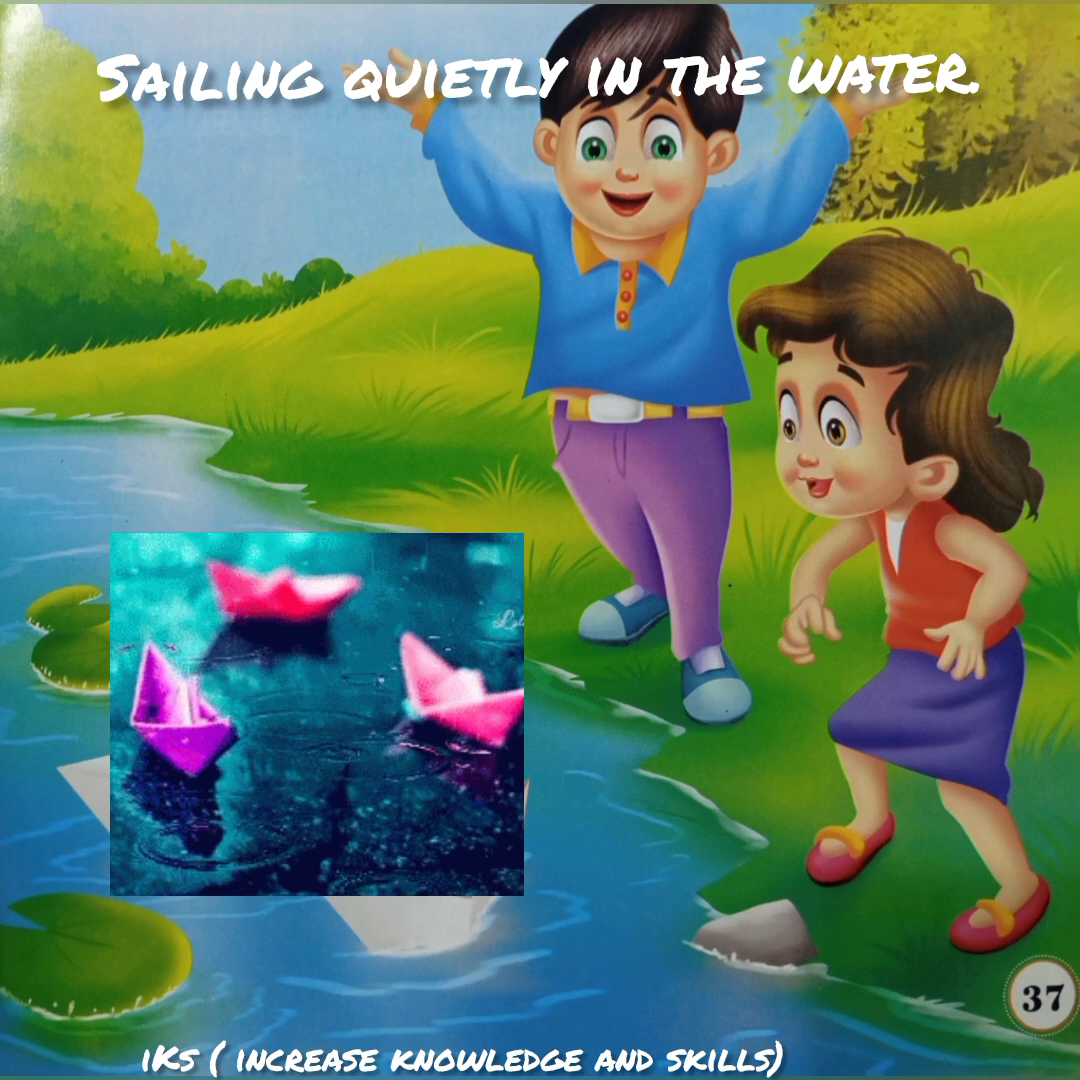 Sailing quietly in the water.
37
iKs ( increase knowledge and skills)